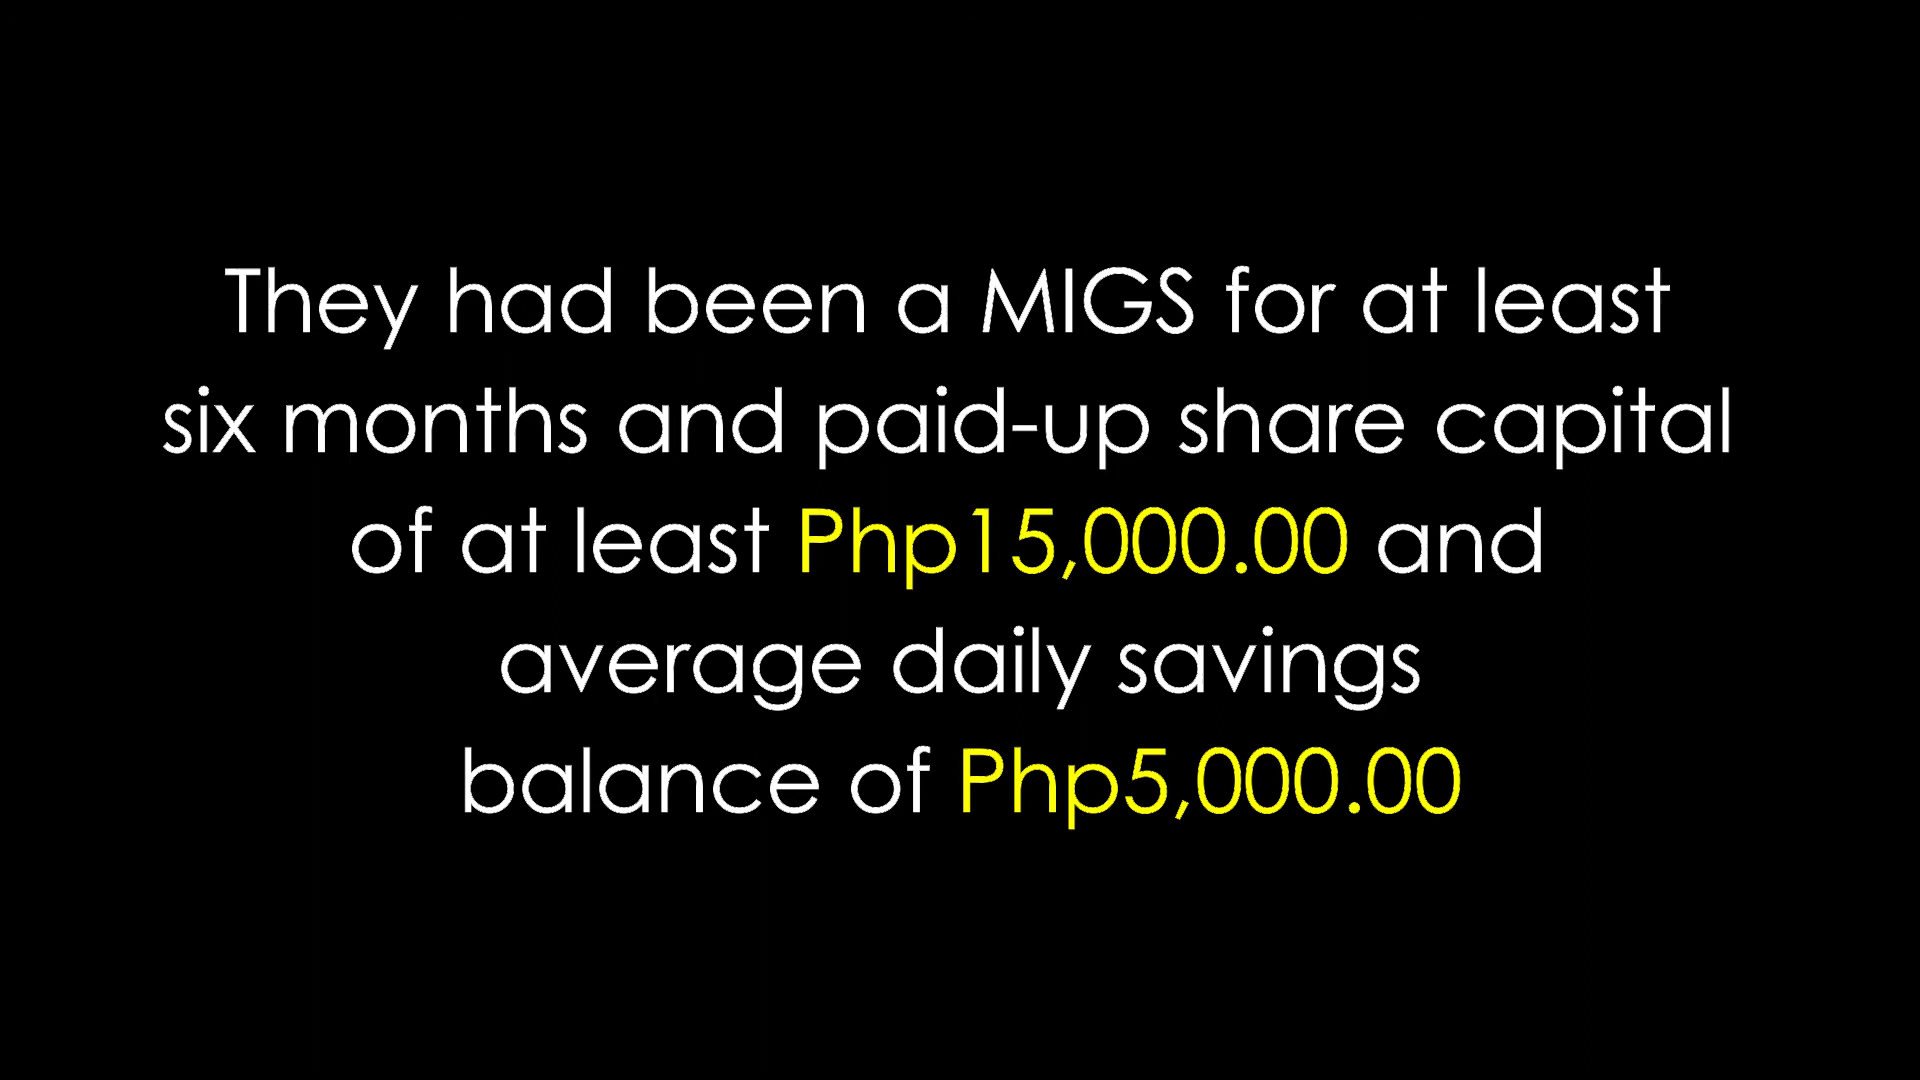 They had been a MIGS for at least
six months and paid-up share capital
of at least Php15,000.00 and
average daily savings
balance of Php5,000.00